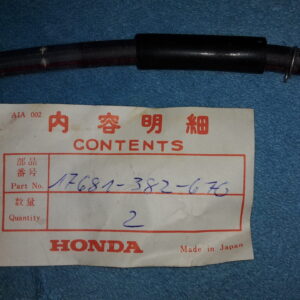 AIA 002
内容明細
CONTENTS
部品
番号
Part No. 17681-382-670
数量
Quantity 2
HONDA Made in Japan